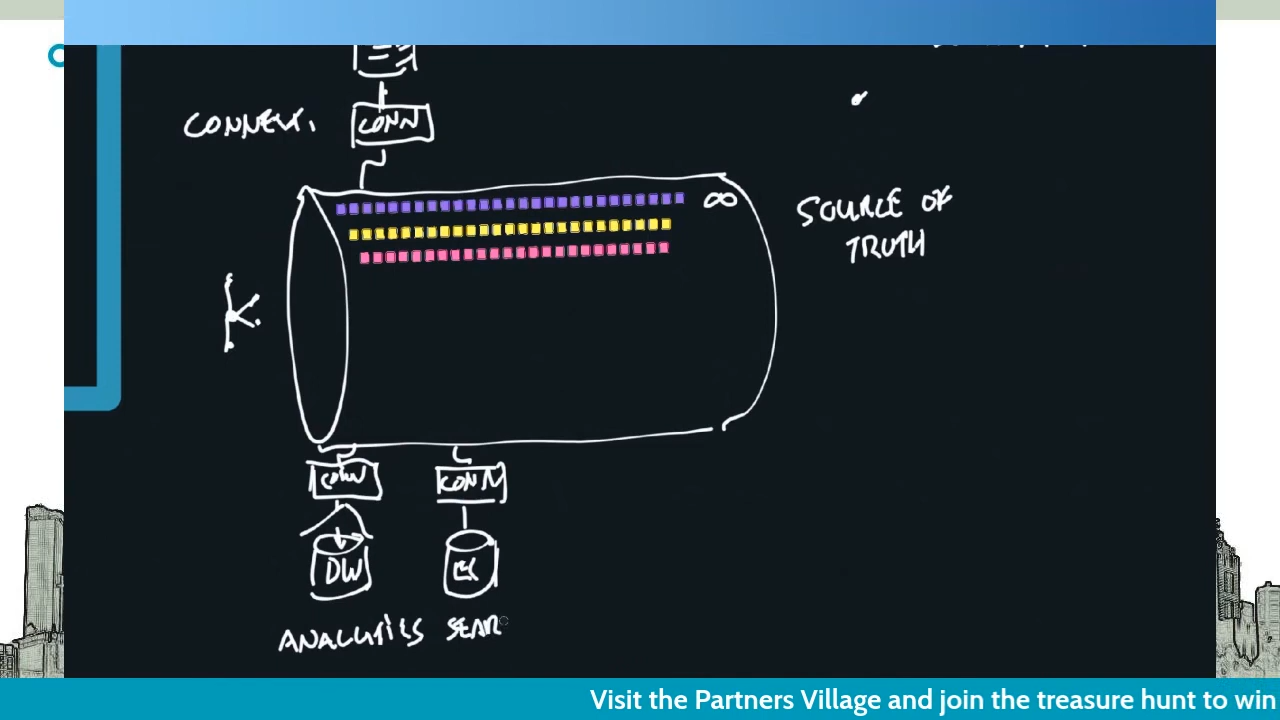 CONNECT.
CONN
∞
SOURCE OF
TRUTH
K
CONN
CONN
DW
ANALYTICS SEAR
Visit the Partners Village and join the treasure hunt to win